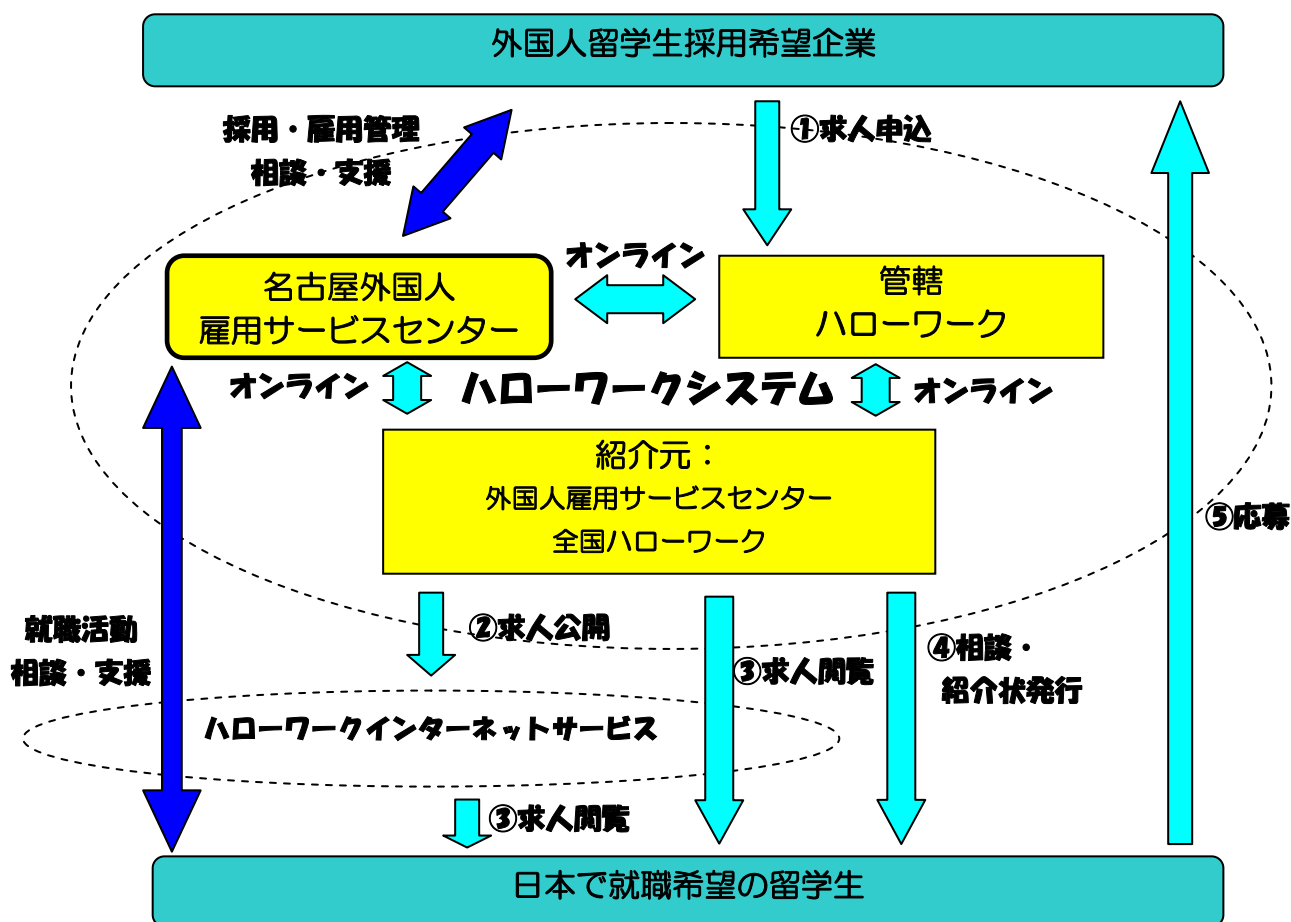 外国人留学生採用希望企業
採用・雇用管理
相談・支援
①求人申込
オンライン
名古屋外国人
雇用サービスセンター
管轄
ハローワーク
オンライン
ハローワークシステム
オンライン
紹介元：
外国人雇用サービスセンター
全国ハローワーク
⑤応募
就職活動
相談・支援
②求人公開
③求人閲覧
④相談・
紹介状発行
ハローワークインターネットサービス
③求人閲覧
日本で就職希望の留学生